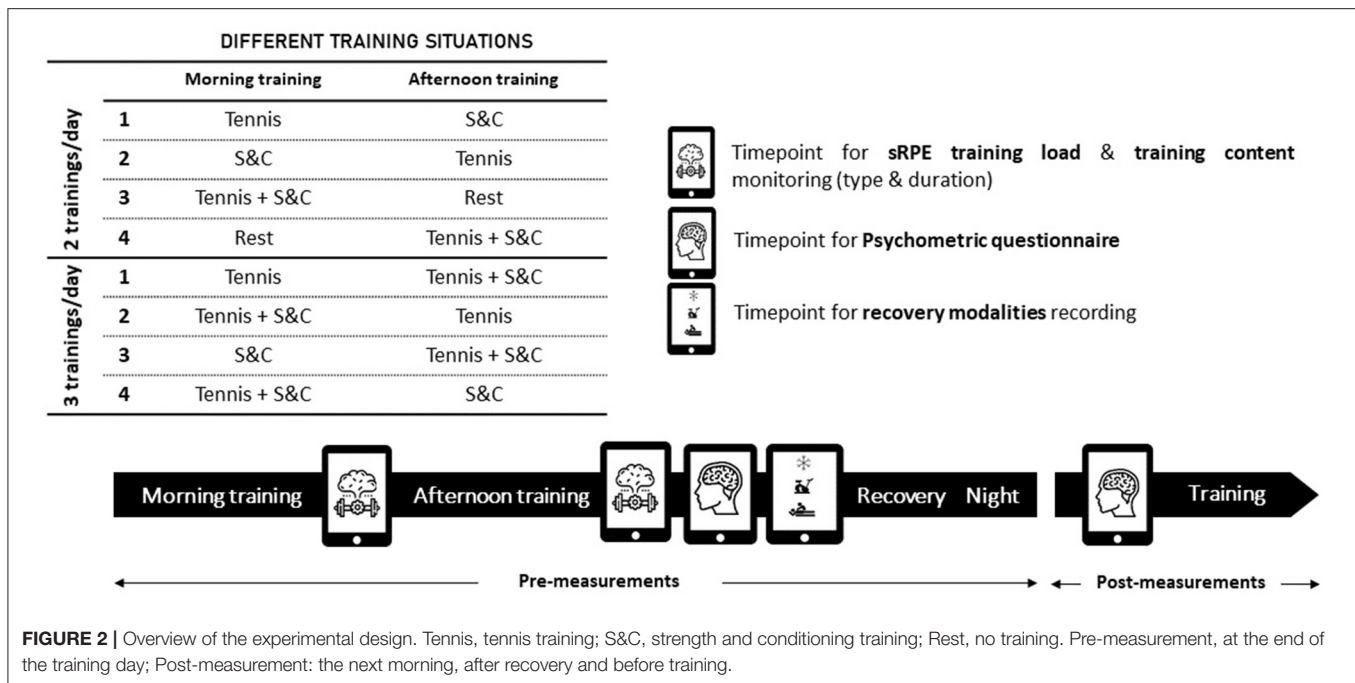 DIFFERENT TRAINING SITUATIONS
Morning training Afternoon training
2 trainings/day
1 Tennis S&C
2 S&C Tennis
3 Tennis + S&C Rest
4 Rest Tennis + S&C
3 trainings/day
1 Tennis Tennis + S&C
2 Tennis + S&C Tennis
3 S&C Tennis + S&C
4 Tennis + S&C S&C
Timepoint for sRPE training load & training content
monitoring (type & duration)
Timepoint for Psychometric questionnaire
Timepoint for recovery modalities recording
Morning training Afternoon training Recovery Night Training
Pre-measurements Post-measurements
FIGURE 2 | Overview of the experimental design. Tennis, tennis training; S&C, strength and conditioning training; Rest, no training. Pre-measurement, at the end of
the training day; Post-measurement: the next morning, after recovery and before training.